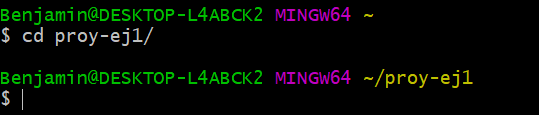 Benjamin@DESKTOP-L4ABCK2 MINGW64 ~
$ cd proy-ej1/
Benjamin@DESKTOP-L4ABCK2 MINGW64 ~/proy-ej1
$